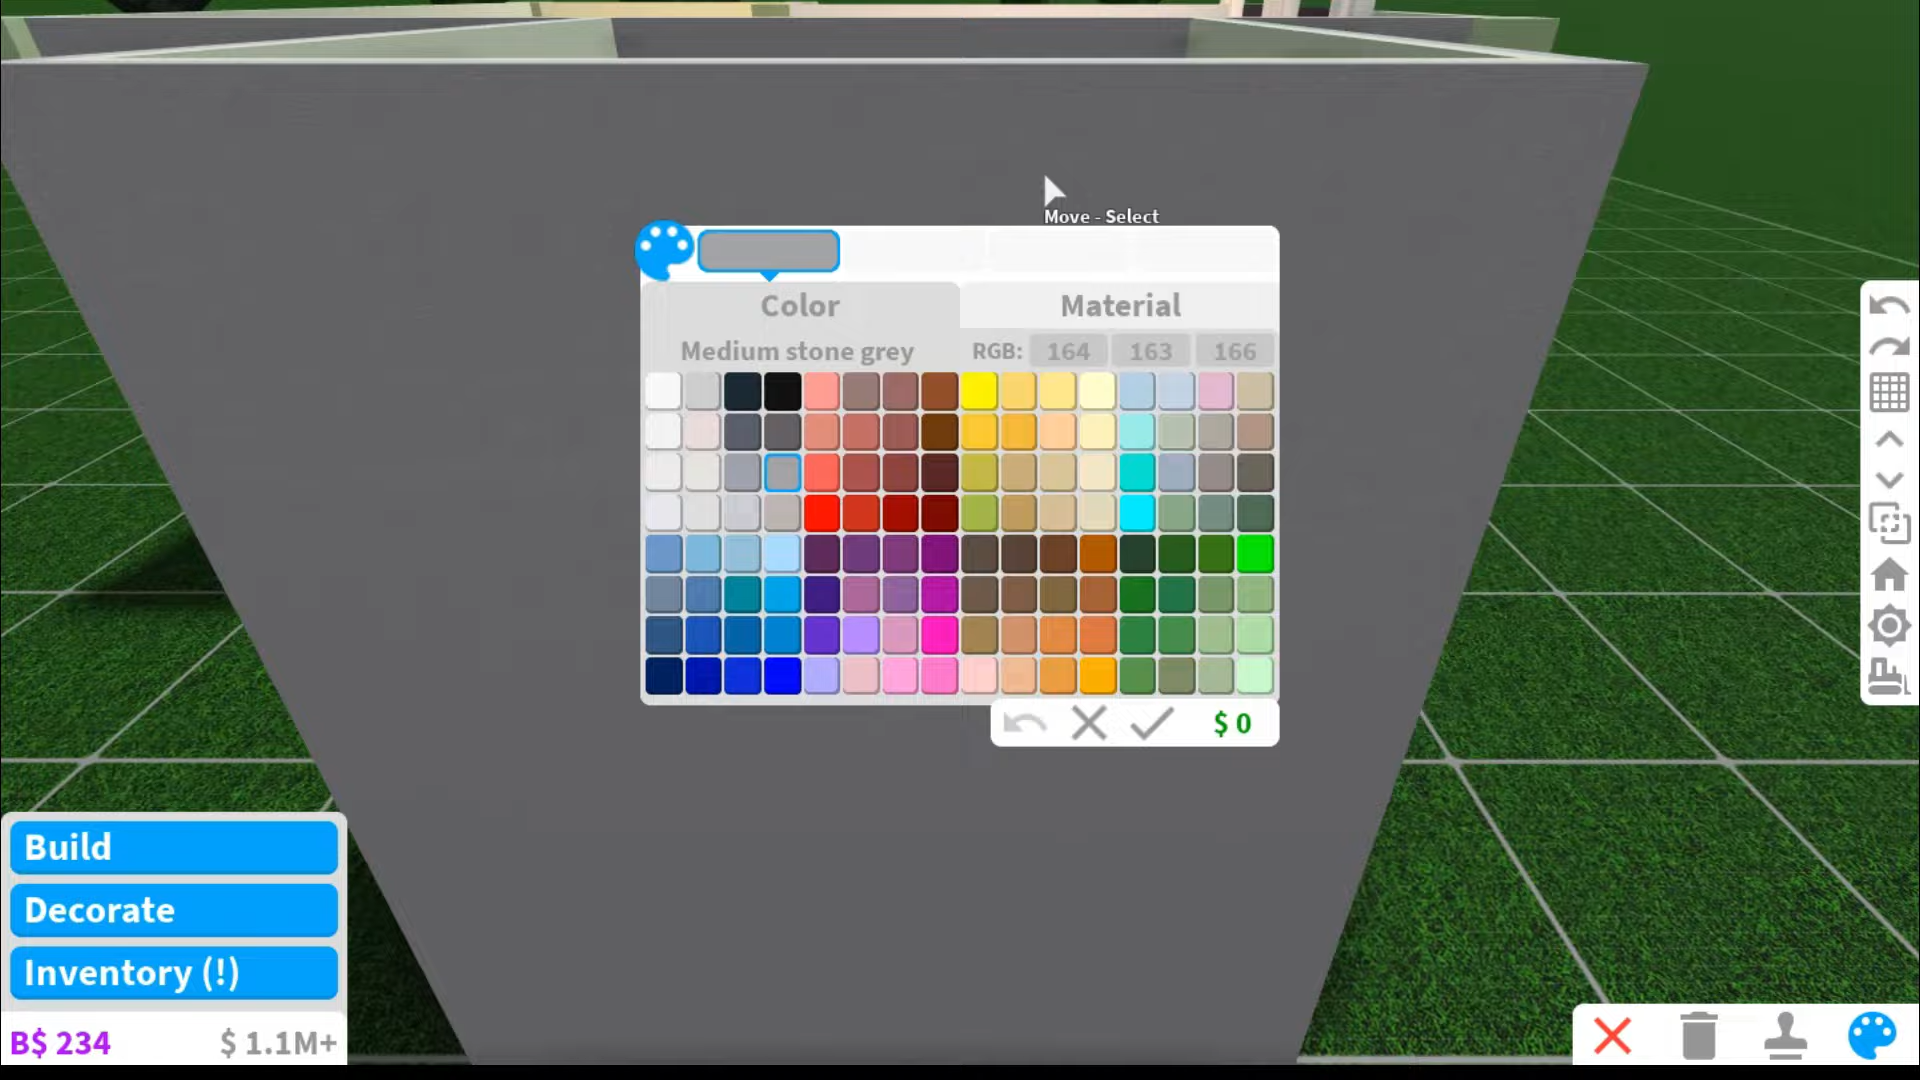 Move - Select
Color
Material
Medium stone grey
RGB: 164 163 166
$ 0
Build
Decorate
Inventory (!)
B$ 234
$ 1.1M+